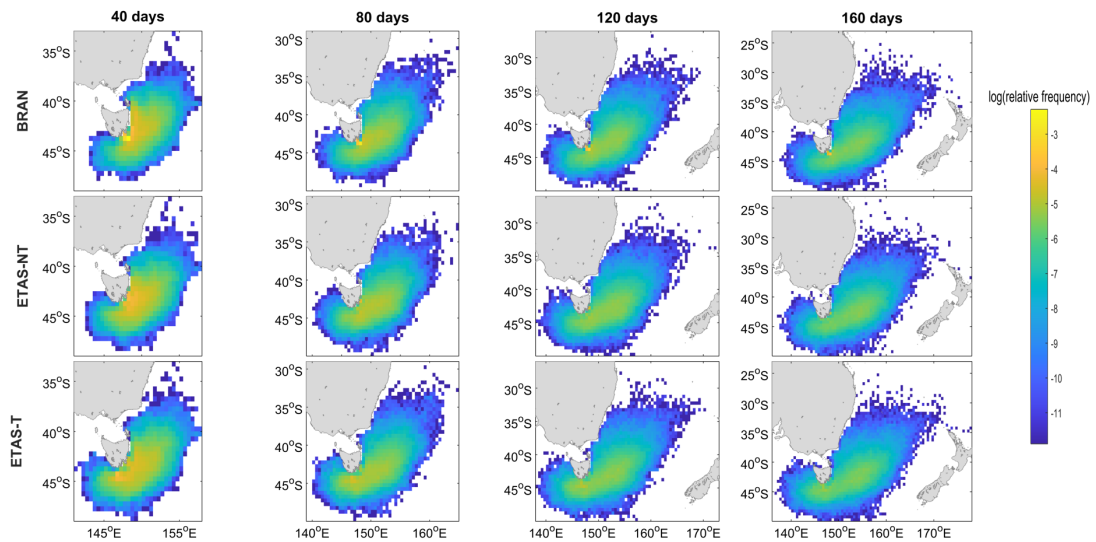 40 days
80 days
120 days
160 days
BRAN
35°S
40°S
45°S
30°S
35°S
40°S
45°S
30°S
35°S
40°S
45°S
25°S
30°S
35°S
40°S
45°S
ETAS-NT
35°S
40°S
45°S
30°S
35°S
40°S
45°S
30°S
35°S
40°S
45°S
25°S
30°S
35°S
40°S
45°S
ETAS-T
35°S
40°S
45°S
30°S
35°S
40°S
45°S
30°S
35°S
40°S
45°S
25°S
30°S
35°S
40°S
45°S
145°E 155°E
140°E 150°E 160°E
140°E 150°E 160°E 170°E
140°E 150°E 160°E 170°E
log(relative frequency)
-3
-4
-5
-6
-7
-8
-9
-10
-11